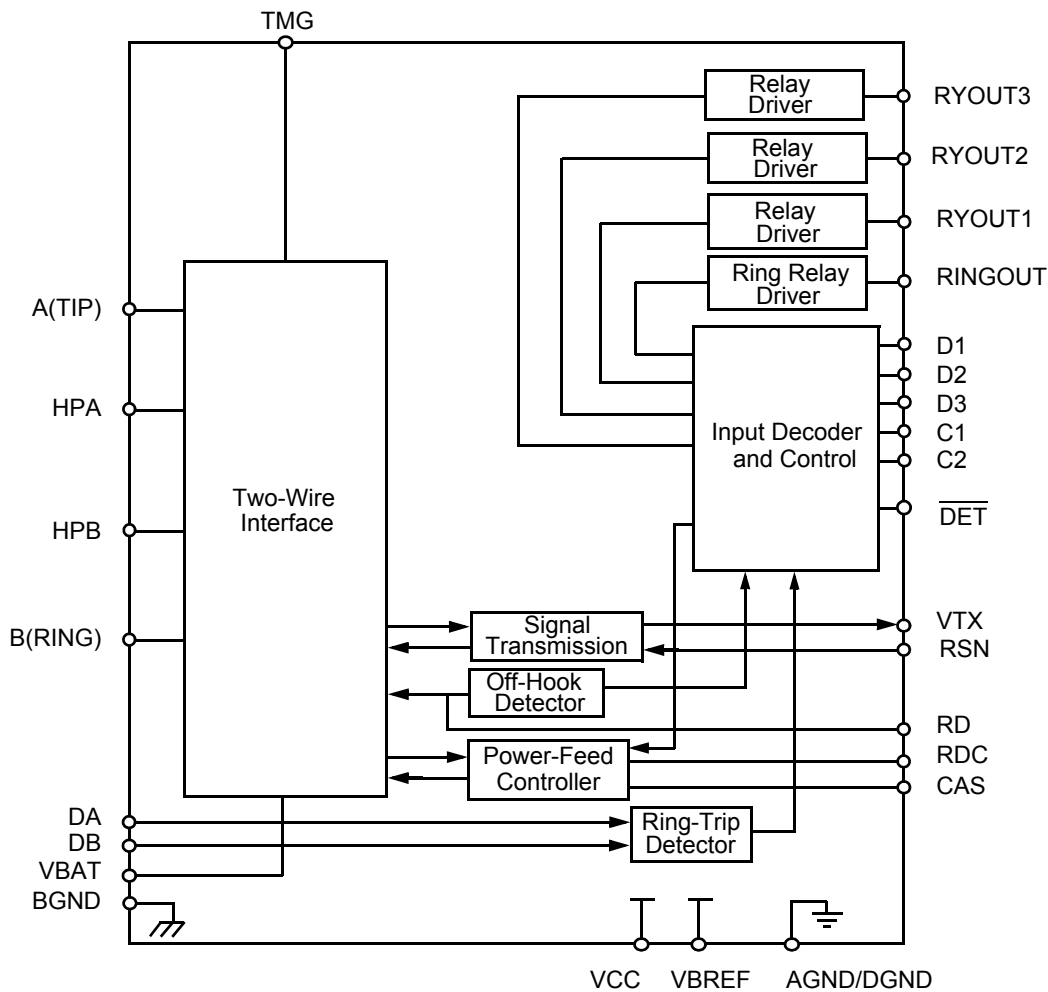 TMG
Relay
Driver
RYOUT3
Relay
Driver
RYOUT2
Relay
Driver
RYOUT1
Ring Relay
Driver
RINGOUT
A(TIP)
HPA
HPB
B(RING)
Two-Wire
Interface
Input Decoder
and Control
D1
D2
D3
C1
C2
DET
Signal
Transmission
VTX
RSN
Off-Hook
Detector
RD
Power-Feed
Controller
RDC
CAS
DA
DB
VBAT
BGND
Ring-Trip
Detector
VCC
VBREF
AGND/DGND